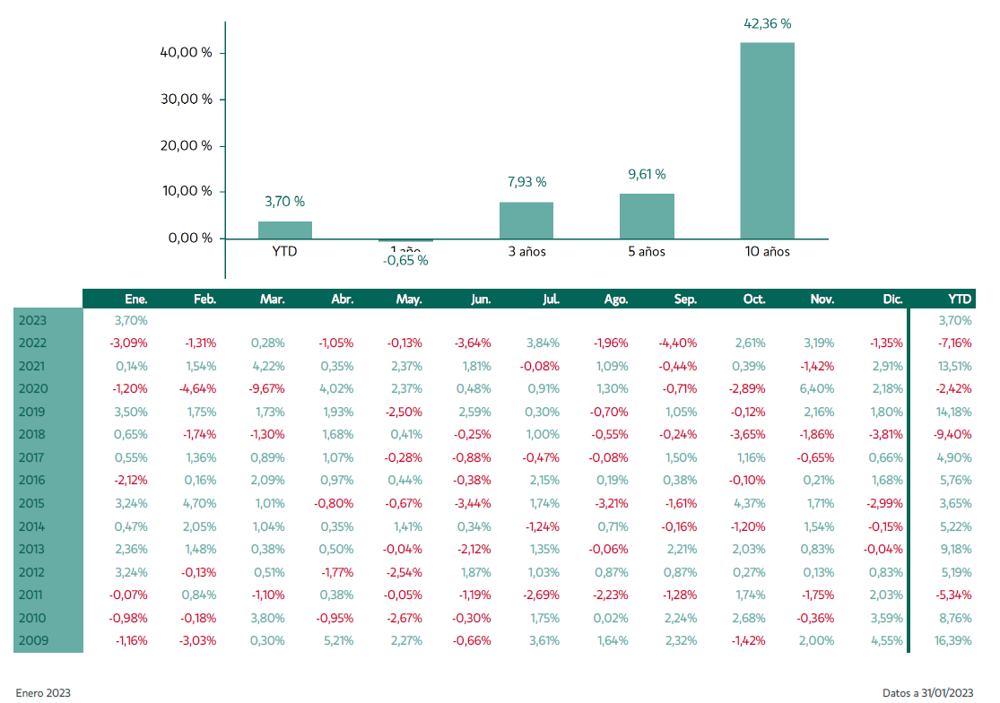 42,36 %
40,00 %
30,00 %
20,00 %
9,61 %
7,93 %
10,00 %
3,70 %
0,00 %
YTD 1 año 3 años 5 años 10 años
-0,65 %
Ene. Feb. Mar. Abr. May. Jun. Jul. Ago. Sep. Oct. Nov. Dic. YTD
2023 3,70% 3,70%
2022 -3,09% -1,31% 0,28% -1,05% -0,13% -3,64% 3,84% -1,96% -4,40% 2,61% 3,19% -1,35% -7,16%
2021 0,14% 1,54% 4,22% 0,35% 2,37% 1,81% -0,08% 1,09% -0,44% 0,39% -1,42% 2,91% 13,51%
2020 -1,20% -4,64% -9,67% 4,02% 2,37% 0,48% 0,91% 1,30% -0,71% -2,89% 6,40% 2,18% -2,42%
2019 3,50% 1,75% 1,73% 1,93% -2,50% 2,59% 0,30% -0,70% 1,05% -0,12% 2,16% 1,80% 14,18%
2018 0,65% -1,74% -1,30% 1,68% 0,41% -0,25% 1,00% -0,55% -0,24% -3,65% -1,86% -3,81% -9,40%
2017 0,55% 1,36% 0,89% 1,07% -0,28% -0,88% -0,47% -0,08% 1,50% 1,16% -0,65% 0,66% 4,90%
2016 -2,12% 0,16% 2,09% 0,97% 0,44% -0,38% 2,15% 0,19% 0,38% -0,10% 0,21% 1,68% 5,76%
2015 3,24% 4,70% 1,01% -0,80% -0,67% -3,44% 1,74% -3,21% -1,61% 4,37% 1,71% -2,99% 3,65%
2014 0,47% 2,05% 1,04% 0,35% 1,41% 0,34% -1,24% 0,71% -0,16% -1,20% 1,54% -0,15% 5,22%
2013 2,36% 1,48% 0,38% 0,50% -0,04% -2,12% 1,35% -0,06% 2,21% 2,03% 0,83% -0,04% 9,18%
2012 3,24% -0,13% 0,51% -1,77% -2,54% 1,87% 1,03% 0,87% 0,87% 0,27% 0,13% 0,83% 5,19%
2011 -0,07% 0,84% -1,10% 0,38% -0,05% -1,19% -2,69% -2,23% -1,28% 1,74% -1,75% 2,03% -5,34%
2010 -0,98% -0,18% 3,80% -0,95% -2,67% -0,30% 1,75% 0,02% 2,24% 2,68% -0,36% 3,59% 8,76%
2009 -1,16% -3,03% 0,30% 5,21% 2,27% -0,66% 3,61% 1,64% 2,32% -1,42% 2,00% 4,55% 16,39%
Enero 2023 Datos a 31/01/2023